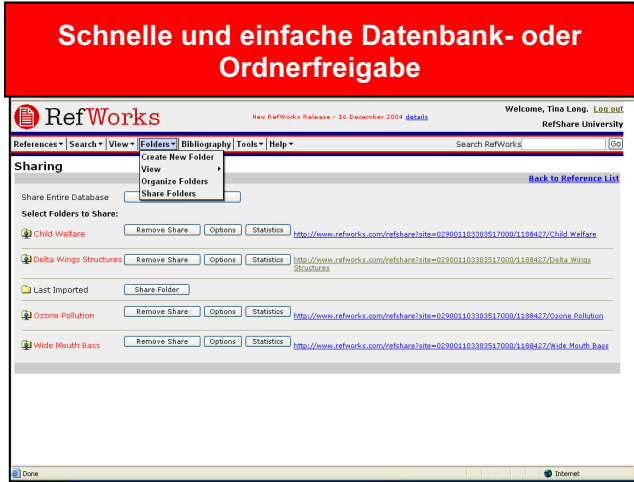 Schnelle und einfache Datenbank- oder
Ordnerfreigabe
RefWorks
New RefWorks Release - 16 December 2004 details
Welcome, Tina Long. Log out
RefShare University
References Search View Folders Bibliography Tools Help
Search RefWorks Go
Create New Folder
View
Organize Folders
Share Folders
Sharing
Back to Reference List
Share Entire Database
Select Folders to Share:
Child Welfare Remove Share Options Statistics http://www.refworks.com/refshare?site=029001103303517000/1188427/Child Welfare
Delta Wings Structures Remove Share Options Statistics http://www.refworks.com/refshare?site=029001103303517000/1188427/Delta Wings
Structures
Last Imported Share Folder
Ozone Pollution Remove Share Options Statistics http://www.refworks.com/refshare?site=029001103303517000/1188427/Ozone Pollution
Wide Mouth Bass Remove Share Options Statistics http://www.refworks.com/refshare?site=029001103303517000/1188427/Wide Mouth Bass
Done
Internet